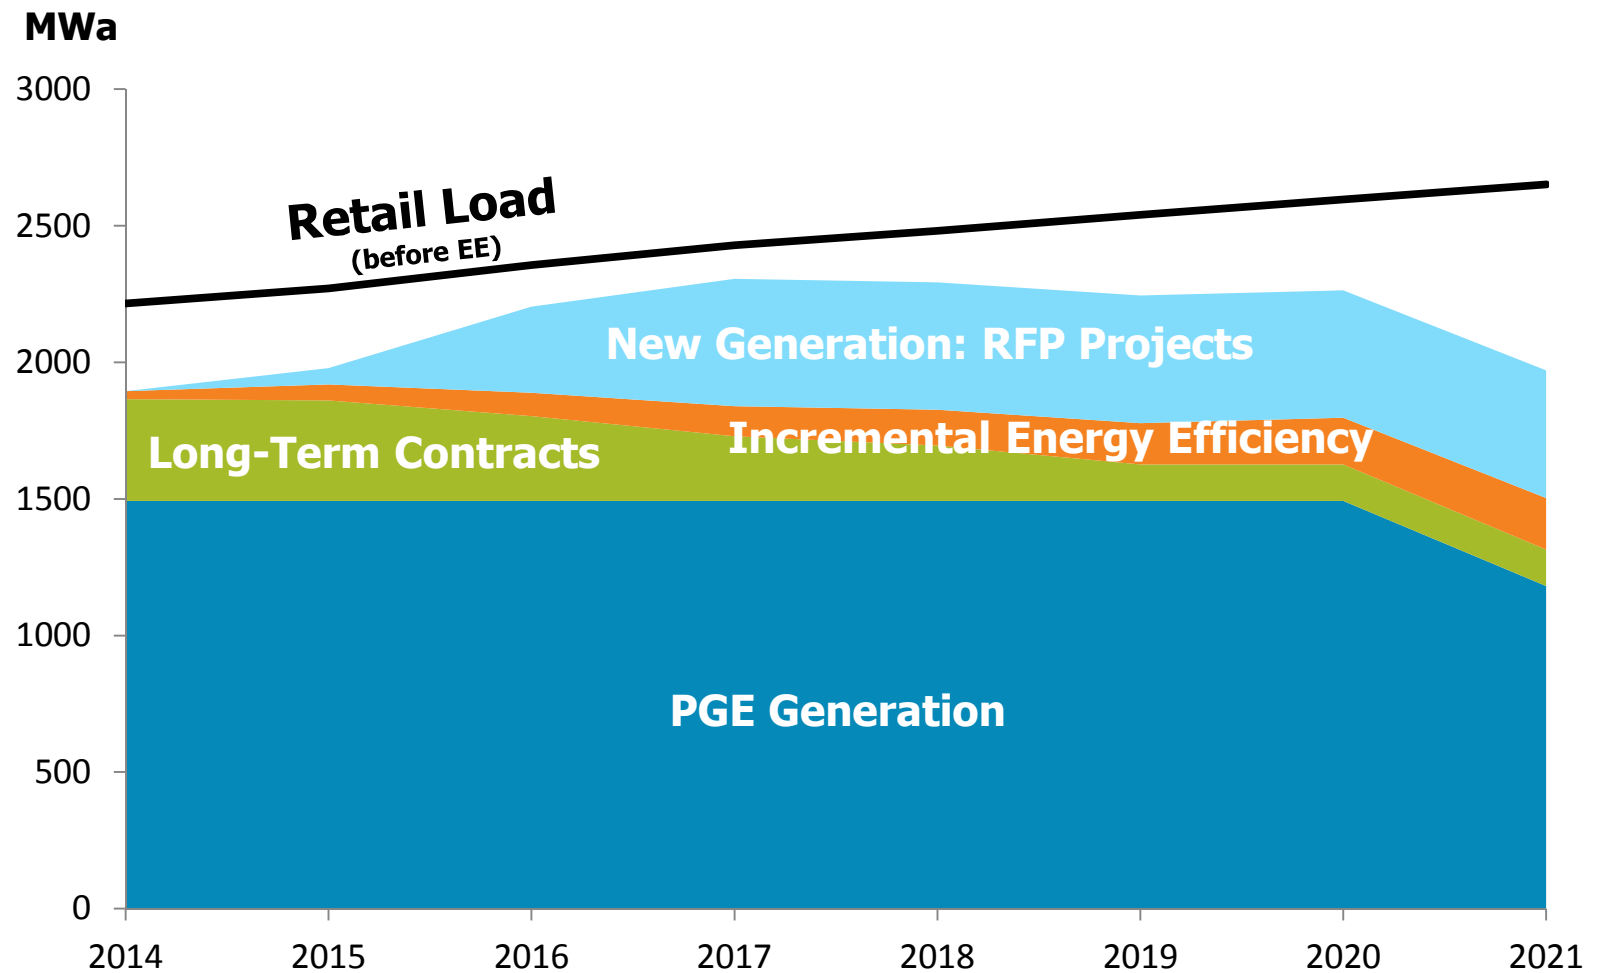 MWa
3000
2500
2000
1500
1000
500
0
Retail Load
(before EE)
New Generation: RFP Projects
Incremental Energy Efficiency
Long-Term Contracts
PGE Generation
2014 2015 2016 2017 2018 2019 2020 2021